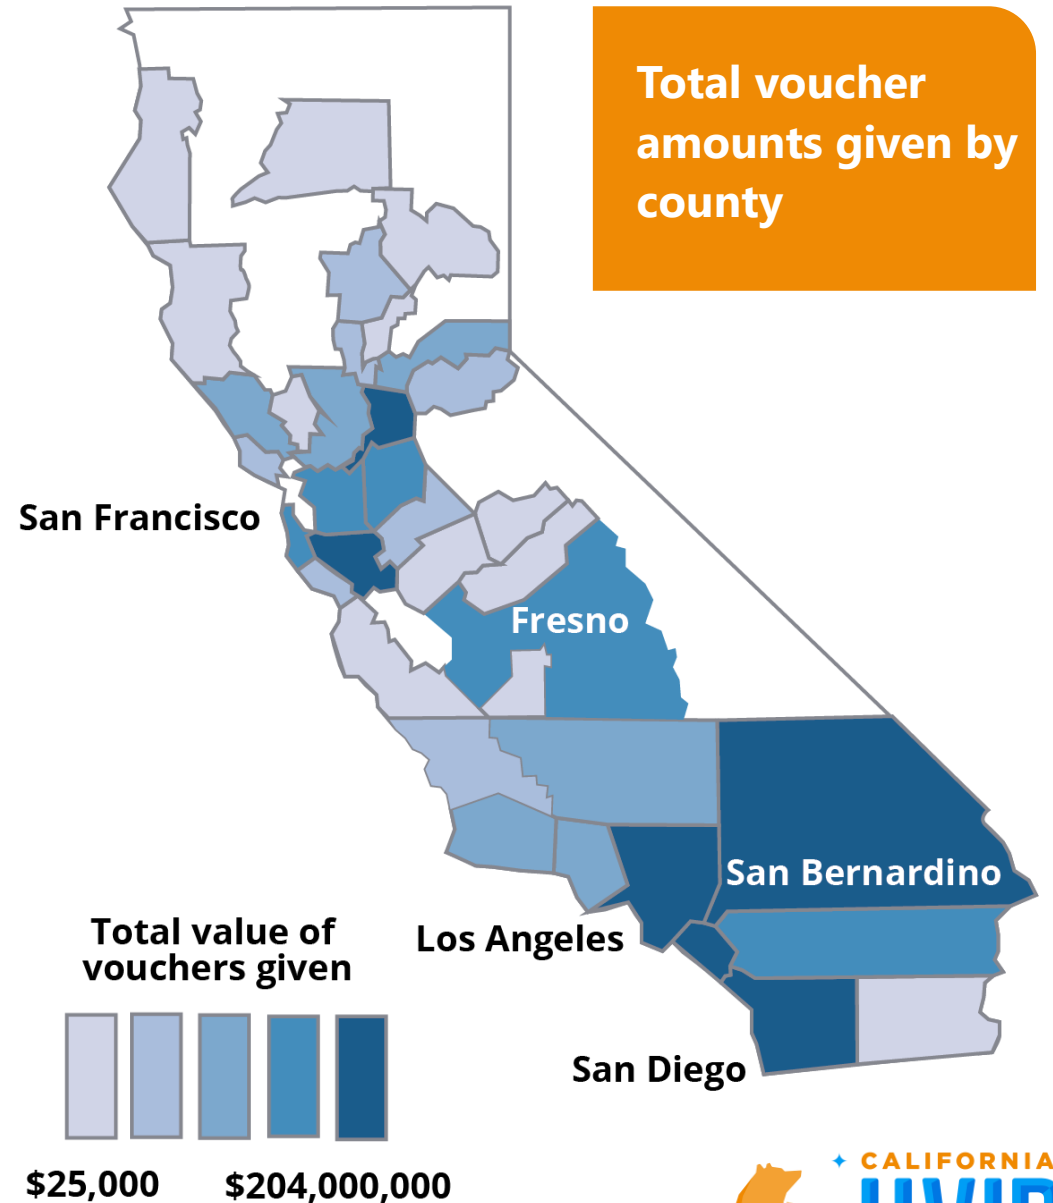 Total voucher
amounts given by
county
San Francisco
Fresno
San Bernardino
Los Angeles
Total value of
vouchers given
San Diego
$25,000
$204,000,000
CALIFORNIA